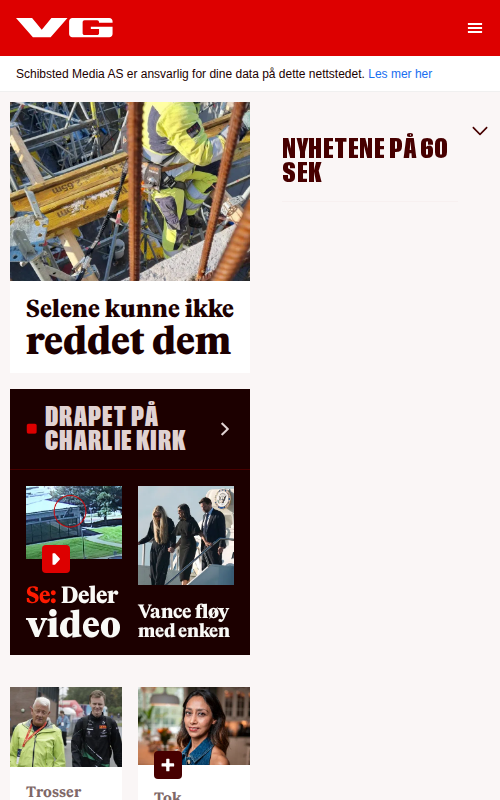 VG
Schibsted Media AS er ansvarlig for dine data på dette nettstedet. Les mer her
Selene kunne ikke
reddet dem
NYHETENE PÅ 60
SEK
DRAPET PÅ
CHARLIE KIRK
Se: Deler
video
Vance fløy
med enken
Trosser
Tok